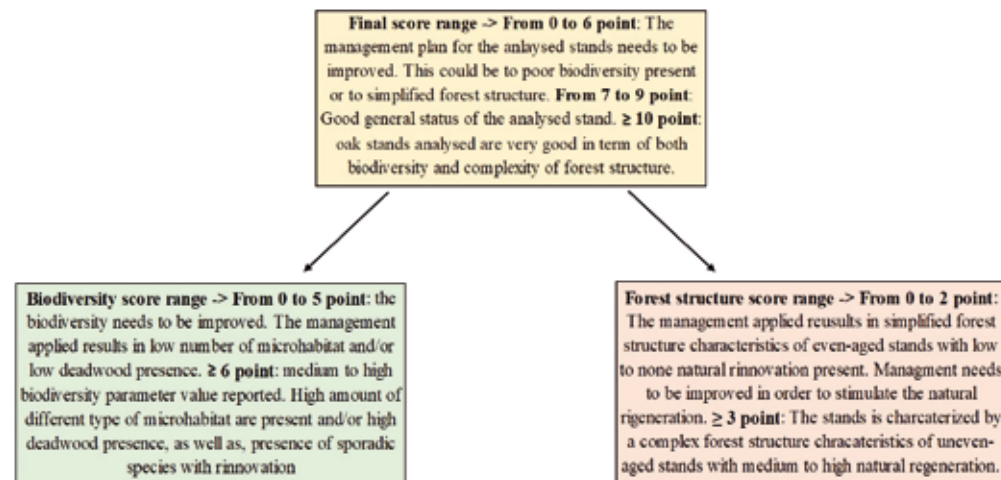 Final score range -> From 0 to 6 point: The
management plan for the anlaysed stands needs to be
improved. This could be to poor biodiversity present
or to simplified forest structure. From 7 to 9 point:
Good general status of the analysed stand. ≥ 10 point:
oak stands analysed are very good in term of both
biodiversity and complexity of forest structure.
Biodiversity score range -> From 0 to 5 point: the
biodiversity needs to be improved. The management
applied results in low number of microhabitat and/or
low deadwood presence. ≥ 6 point: medium to high
biodiversity parameter value reported. High amount of
different type of microhabitat are present and/or high
deadwood presence, as well as, presence of sporadic
species with rinnovation
Forest structure score range -> From 0 to 2 point:
The management applied reusults in simplified forest
structure characteristics of even-aged stands with low
to none natural rinnovation present. Managment needs
to be improved in order to stimulate the natural
rigeneration. ≥ 3 point: The stands is charcaterized by
a complex forest structure chracateristics of uneven-
aged stands with medium to high natural regeneration.